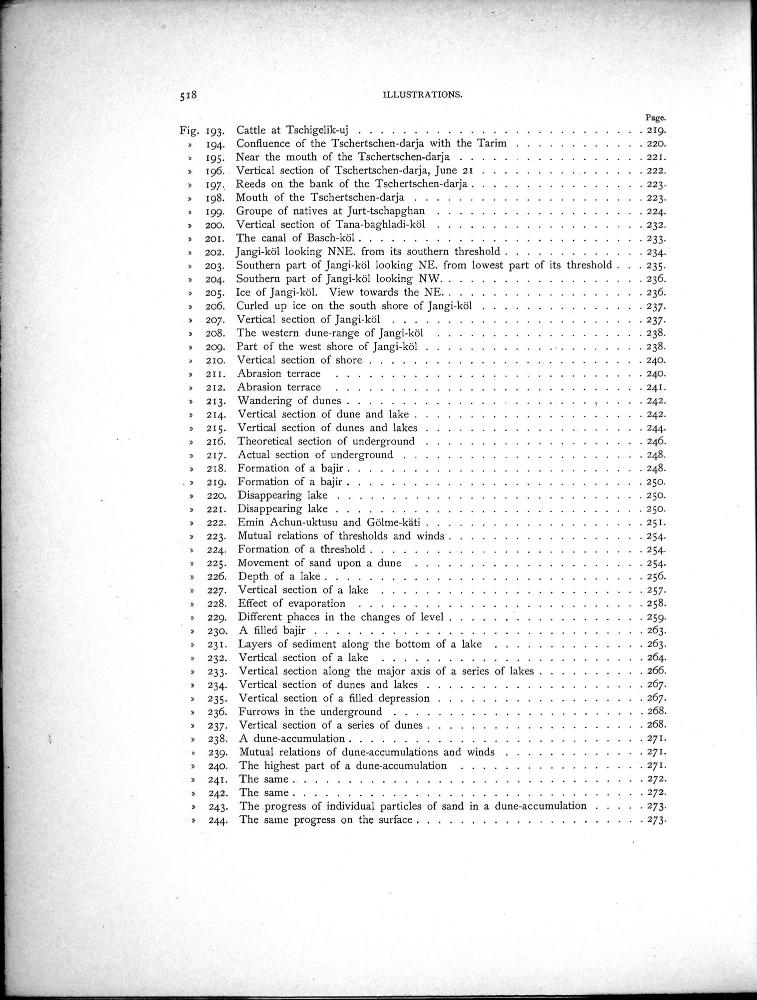 518 ILLUSTRATIONS.
Page.
Fig. 193. Cattle at Tschigelik-uj . . . . . . . . . . . . . . . . . . . . . . . . . . 219.
» 194. Confluence of the Tschertschen-darja with the Tarim . . . . . . . . . . . . 220.
» 195. Near the mouth of the Tschertschen-darja . . . . . . . . . . . . . . . . . 221.
» 196. Vertical section of Tschertschen-darja, June 21 . . . . . . . . . . . . . . . 222.
» 197. Reeds on the bank of the Tschertschen-darja . . . . . . . . . . . . . . . . 223.
» 198. Mouth of the Tschertschen-darja . . . . . . . . . . . . . . . . . . . . . 223.
» 199. Groupe of natives at Jurt-tschapghan . . . . . . . . . . . . . . . . . . . 224.
» 200. Vertical section of Tana-baghladi-köl . . . . . . . . . . . . . . . . . . . 232.
» 201. The canal of Basch-köl . . . . . . . . . . . . . . . . . . . . . . . . . . 233.
» 202. Jangi-köl looking NNE. from its southern threshold . . . . . . . . . . . . . 234.
» 203. Southern part of Jangi-köl looking NE. from lowest part of its threshold . . . 235.
» 204. Southern part of Jangi-köl looking NW. . . . . . . . . . . . . . . . . . . 236.
» 205. Ice of Jangi-köl. View towards the NE. . . . . . . . . . . . . . . . . . . 236.
» 206. Curled up ice on the south shore of Jangi-köl . . . . . . . . . . . . . . . 237.
» 207. Vertical section of Jangi-köl . . . . . . . . . . . . . . . . . . . . . . . 237.
» 208. The western dune-range of Jangi-köl . . . . . . . . . . . . . . . . . . . 238.
» 209. Part of the west shore of Jangi-köl . . . . . . . . . . . . . . . . . . . . 238.
» 210. Vertical section of shore . . . . . . . . . . . . . . . . . . . . . . . . . 240.
» 211. Abrasion terrace . . . . . . . . . . . . . . . . . . . . . . . . . . . . 240.
» 212. Abrasion terrace . . . . . . . . . . . . . . . . . . . . . . . . . . . . 241.
» 213. Wandering of dunes . . . . . . . . . . . . . . . . . . . . . . . . . . . 242.
» 214. Vertical section of dune and lake . . . . . . . . . . . . . . . . . . . . . 242.
» 215. Vertical section of dunes and lakes . . . . . . . . . . . . . . . . . . . . 244.
» 216. Theoretical section of underground . . . . . . . . . . . . . . . . . . . . 246.
» 217. Actual section of underground . . . . . . . . . . . . . . . . . . . . . . 248.
» 218. Formation of a bajir . . . . . . . . . . . . . . . . . . . . . . . . . . . 248.
» 219. Formation of a bajir . . . . . . . . . . . . . . . . . . . . . . . . . . . 250.
» 220. Disappearing lake . . . . . . . . . . . . . . . . . . . . . . . . . . . . 250.
» 221. Disappearing lake . . . . . . . . . . . . . . . . . . . . . . . . . . . . 250.
» 222. Emin Achun-uktusu and Gölme-käti . . . . . . . . . . . . . . . . . . . . 251.
» 223. Mutual relations of thresholds and winds . . . . . . . . . . . . . . . . . . 254.
» 224. Formation of a threshold . . . . . . . . . . . . . . . . . . . . . . . . . 254.
» 225. Movement of sand upon a dune . . . . . . . . . . . . . . . . . . . . . 254.
» 226. Depth of a lake . . . . . . . . . . . . . . . . . . . . . . . . . . . . . 256.
» 227. Vertical section of a lake . . . . . . . . . . . . . . . . . . . . . . . . 257.
» 228. Effect of evaporation . . . . . . . . . . . . . . . . . . . . . . . . . . 258.
» 229. Different phaces in the changes of level . . . . . . . . . . . . . . . . . . 259.
» 230. A filled bajir . . . . . . . . . . . . . . . . . . . . . . . . . . . . . . 263.
» 231. Layers of sediment along the bottom of a lake . . . . . . . . . . . . . . 263.
» 232. Vertical section of a lake . . . . . . . . . . . . . . . . . . . . . . . . 264.
» 233. Vertical section along the major axis of a series of lakes . . . . . . . . . . 266.
» 234. Vertical section of dunes and lakes . . . . . . . . . . . . . . . . . . . . 267.
» 235. Vertical section of a filled depression . . . . . . . . . . . . . . . . . . . 267.
» 236. Furrows in the underground . . . . . . . . . . . . . . . . . . . . . . . 268.
» 237. Vertical section of a series of dunes . . . . . . . . . . . . . . . . . . . . 268.
» 238. A dune-accumulation . . . . . . . . . . . . . . . . . . . . . . . . . . . 271.
» 239. Mutual relations of dune-accumulations and winds . . . . . . . . . . . . . 271.
» 240. The highest part of a dune-accumulation . . . . . . . . . . . . . . . . . 271.
» 241. The same . . . . . . . . . . . . . . . . . . . . . . . . . . . . . . . . 272.
» 242. The same . . . . . . . . . . . . . . . . . . . . . . . . . . . . . . . . 272.
» 243. The progress of individual particles of sand in a dune-accumulation . . . . . 273.
» 244. The same progress on the surface . . . . . . . . . . . . . . . . . . . . . 273.